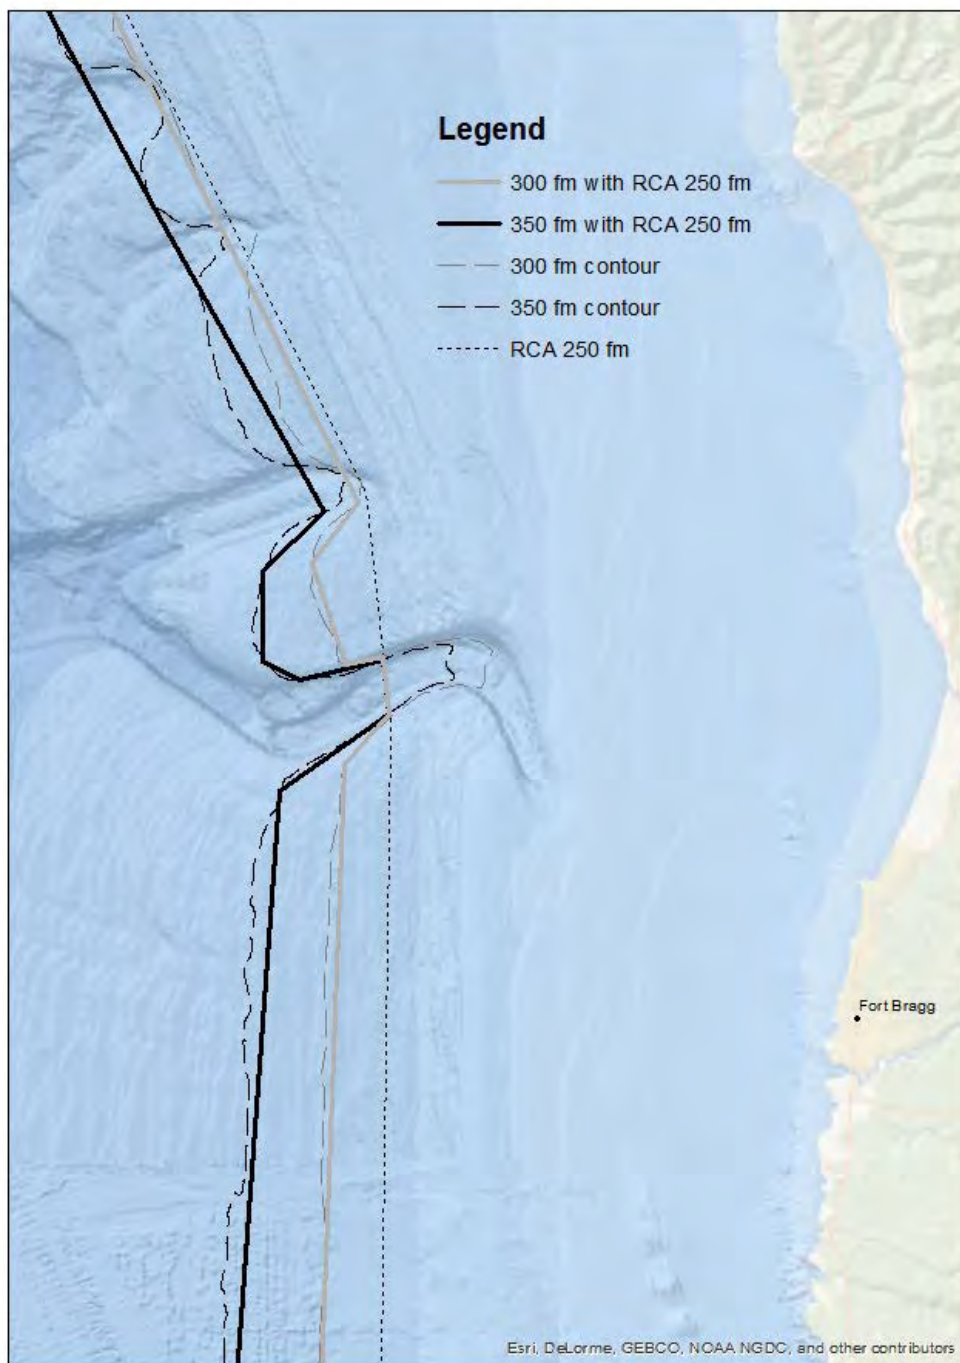 Legend
300 fm with RCA 250 fm
350 fm with RCA 250 fm
300 fm contour
350 fm contour
RCA 250 fm
Fort Bragg
Esri, DeLorme, GEBCO, NOAA NGDC, and other contributors